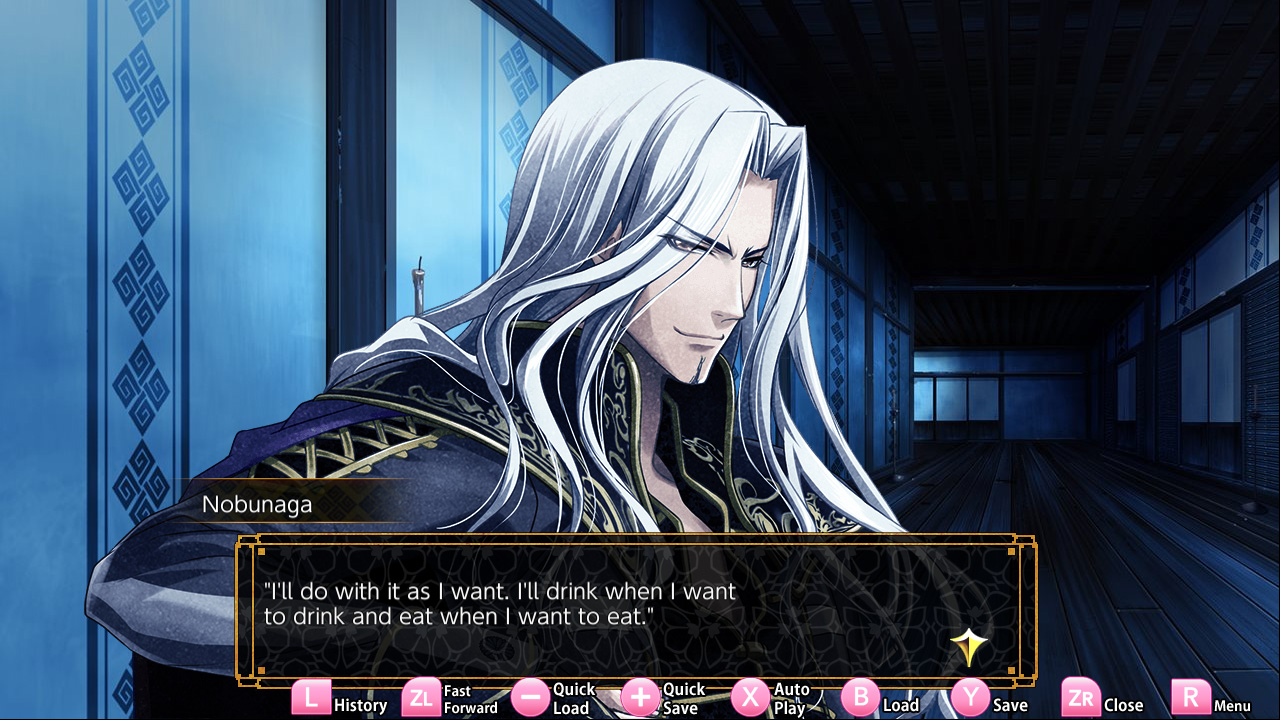 Nobunaga
"I'll do with it as I want. I'll drink when I want
to drink and eat when I want to eat."
L History
ZL Fast Forward
− Quick Load
+ Quick Save
X Auto Play
B Load
Y Save
ZR Close
R Menu